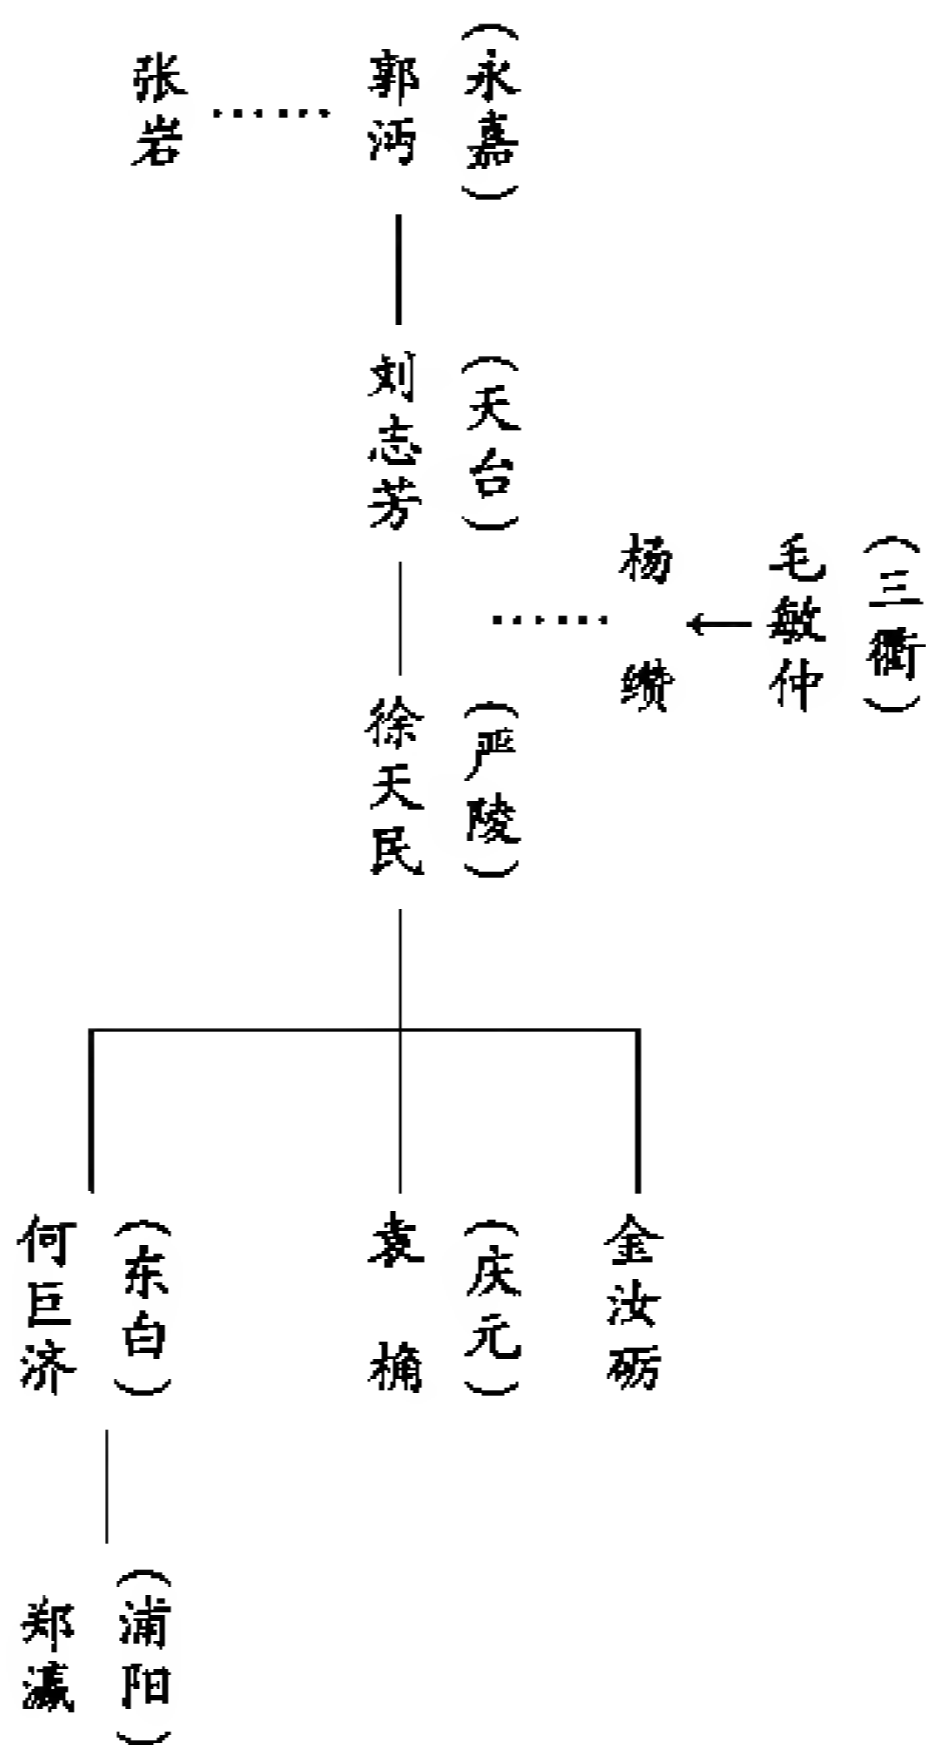 张岩
……
郭沔
(永嘉)
刘志芳
(天台)
……
杨缵
←
毛敏仲
(三衢)
徐天民
(严陵)
何巨济
(东白)
袁桷
(庆元)
金汝砺
郑瀛
(浦阳)